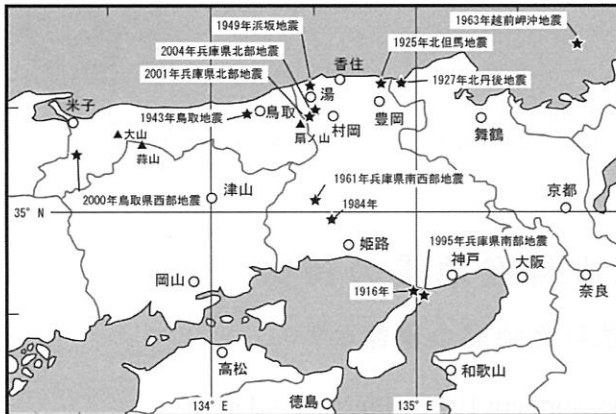 1949年浜坂地震
1963年越前岬沖地震
2004年兵庫県北部地震
香住
1925年北但馬地震
2001年兵庫県北部地震
湯
1927年北丹後地震
米子
1943年鳥取地震
鳥取
豊岡
大山
扇ノ山
村岡
舞鶴
蒜山
1961年兵庫県南西部地震
2000年鳥取県西部地震
津山
京都
35° N
1984年
姫路
1995年兵庫県南部地震
神戸
大阪
岡山
1916年
奈良
高松
和歌山
134° E
徳島
135° E